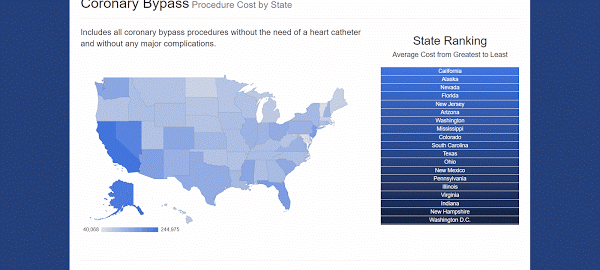 Coronary Bypass Procedure Cost by State
Includes all coronary bypass procedures without the need of a heart catheter
and without any major complications.
State Ranking
Average Cost from Greatest to Least
California
Alaska
Nevada
Florida
New Jersey
Arizona
Washington
Mississippi
Colorado
South Carolina
Texas
Ohio
New Mexico
Pennsylvania
Illinois
Virginia
Indiana
New Hampshire
Washington D.C.
40,068 244,975